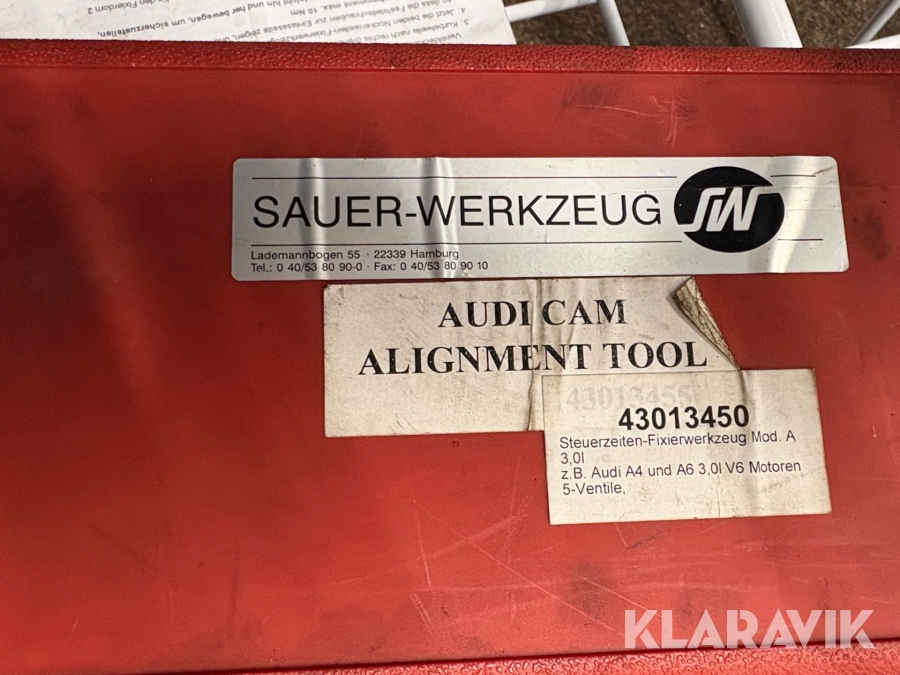 SAUER-WERKZEUG SW
Lademannbogen 55 · 22339 Hamburg
Tel.: 0 40/53 80 90-0 · Fax: 0 40/53 80 90 10
AUDI CAM
ALIGNMENT TOOL
43013455
43013450
Steuerzeiten-Fixierwerkzeug Mod. A
3,0l
z.B. Audi A4 und A6 3,0l V6 Motoren
5-Ventile,
KLARAVIK